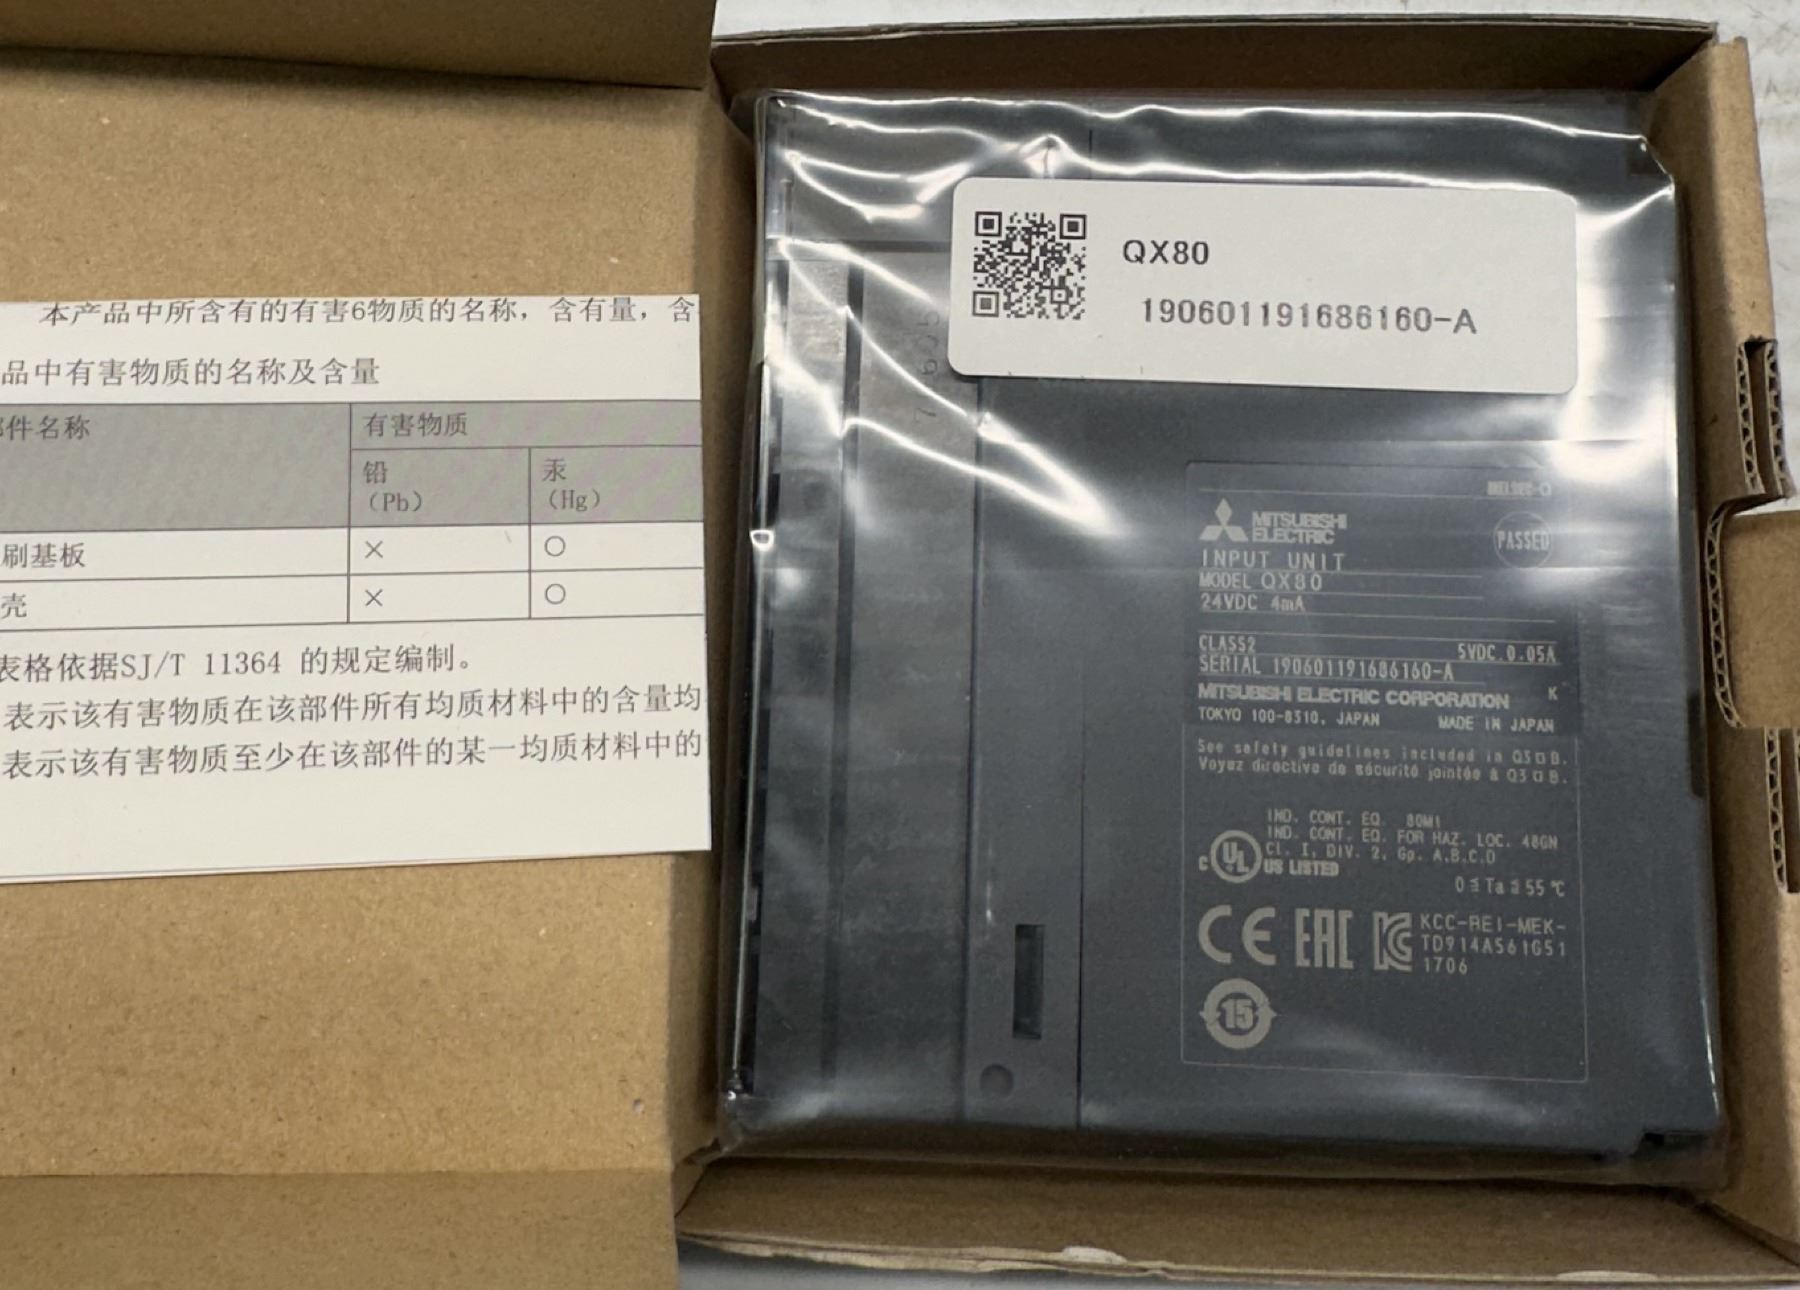 本产品中所含有的有害6物质的名称，含有量，含
品中有害物质的名称及含量
部件名称
有害物质
铅
（Pb）
汞
（Hg）
刷基板
×
○
壳
×
○
表格依据SJ/T 11364 的规定编制。
表示该有害物质在该部件所有均质材料中的含量均
表示该有害物质至少在该部件的某一均质材料中的
QX80
190601191686160-A
MELSEC-Q
MITSUBISHI
ELECTRIC
PASSED
INPUT UNIT
MODEL QX80
24VDC 4mA
CLASS2
5VDC 0.05A
SERIAL 190601191686160-A
K
MITSUBISHI ELECTRIC CORPORATION
TOKYO 100-8310, JAPAN MADE IN JAPAN
See safety guidelines included in Q3□B.
Voyez directive de sécurité jointée à Q3□B.
IND. CONT. EQ. 80M1
IND. CONT. EQ. FOR HAZ. LOC. 48GN
CL. I, DIV. 2, Gp. A.B.C.D
C UL US LISTED
0≦Ta≦55℃
CE EAC
KCC-REI-MEK-
TD914A561G51
1706
15